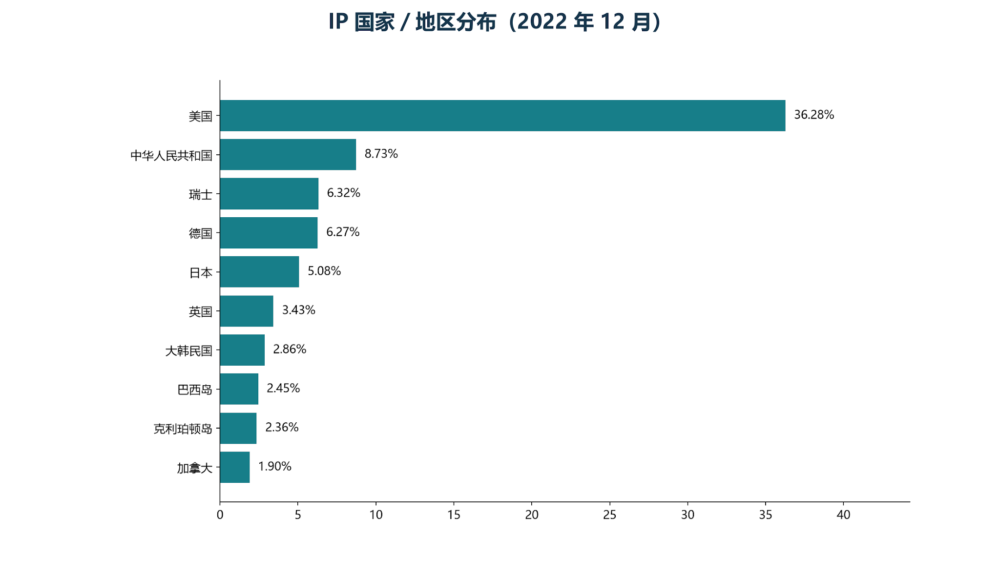 IP 国家 / 地区分布（2022 年 12 月）
美国 36.28%
中华人民共和国 8.73%
瑞士 6.32%
德国 6.27%
日本 5.08%
英国 3.43%
大韩民国 2.86%
巴西岛 2.45%
克利珀顿岛 2.36%
加拿大 1.90%
0 5 10 15 20 25 30 35 40